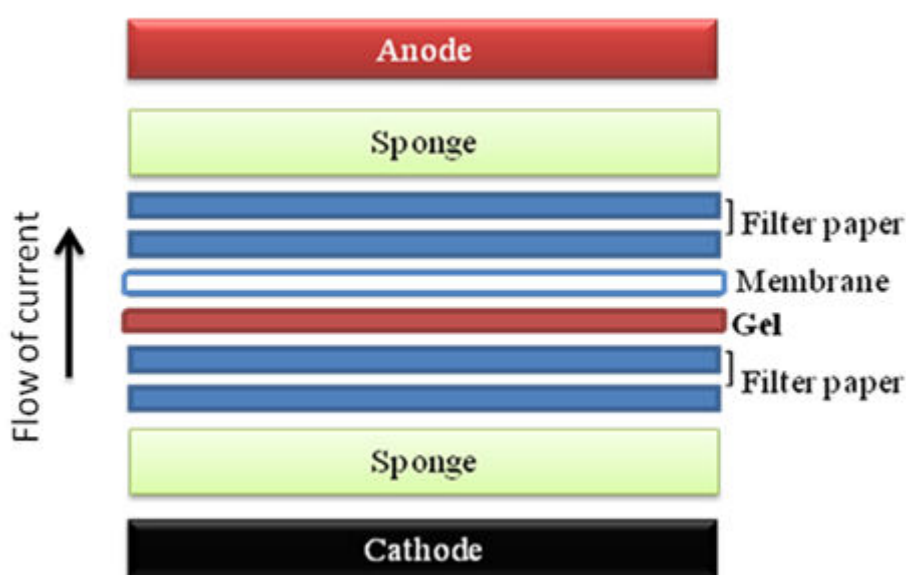 Anode
Sponge
Filter paper
Membrane
Gel
Filter paper
Sponge
Cathode
Flow of current